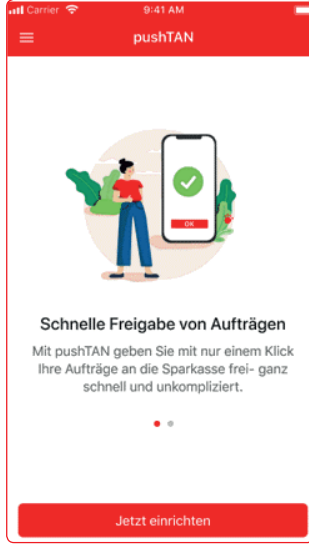 Carrier 9:41 AM
pushTAN
OK
Schnelle Freigabe von Aufträgen
Mit pushTAN geben Sie mit nur einem Klick
Ihre Aufträge an die Sparkasse frei- ganz
schnell und unkompliziert.
Jetzt einrichten